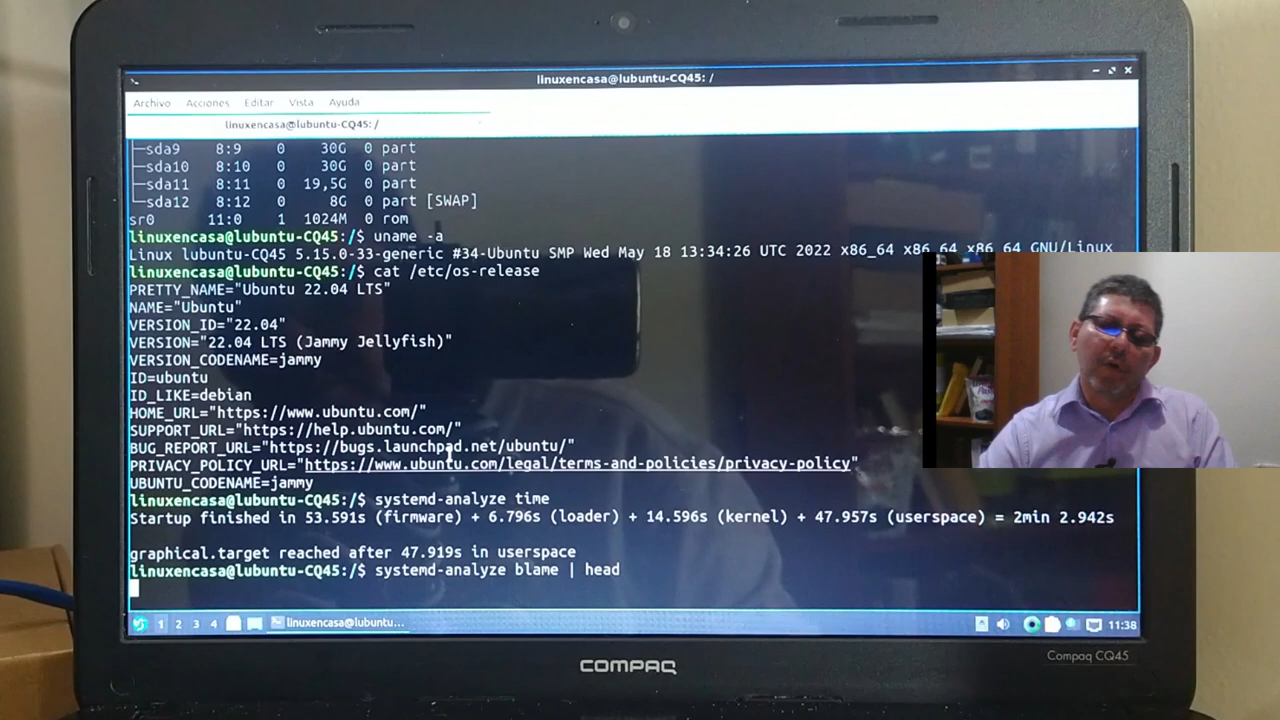 linuxencasa@lubuntu-CQ45: /
Archivo Acciones Editar Vista Ayuda
linuxencasa@lubuntu-CQ45: /
├─sda9 8:9 0 30G 0 part
├─sda10 8:10 0 30G 0 part
├─sda11 8:11 0 19,5G 0 part
└─sda12 8:12 0 8G 0 part [SWAP]
sr0 11:0 1 1024M 0 rom
linuxencasa@lubuntu-CQ45:/$ uname -a
Linux lubuntu-CQ45 5.15.0-33-generic #34-Ubuntu SMP Wed May 18 13:34:26 UTC 2022 x86_64 x86_64 x86_64 GNU/Linux
linuxencasa@lubuntu-CQ45:/$ cat /etc/os-release
PRETTY_NAME="Ubuntu 22.04 LTS"
NAME="Ubuntu"
VERSION_ID="22.04"
VERSION="22.04 LTS (Jammy Jellyfish)"
VERSION_CODENAME=jammy
ID=ubuntu
ID_LIKE=debian
HOME_URL="https://www.ubuntu.com/"
SUPPORT_URL="https://help.ubuntu.com/"
BUG_REPORT_URL="https://bugs.launchpad.net/ubuntu/"
PRIVACY_POLICY_URL="https://www.ubuntu.com/legal/terms-and-policies/privacy-policy"
UBUNTU_CODENAME=jammy
linuxencasa@lubuntu-CQ45:/$ systemd-analyze time
Startup finished in 53.591s (firmware) + 6.796s (loader) + 14.596s (kernel) + 47.957s (userspace) = 2min 2.942s
graphical.target reached after 47.919s in userspace
linuxencasa@lubuntu-CQ45:/$ systemd-analyze blame | head
1 2 3 4 linuxencasa@lubuntu... 11:38
Compaq CQ45
COMPAQ